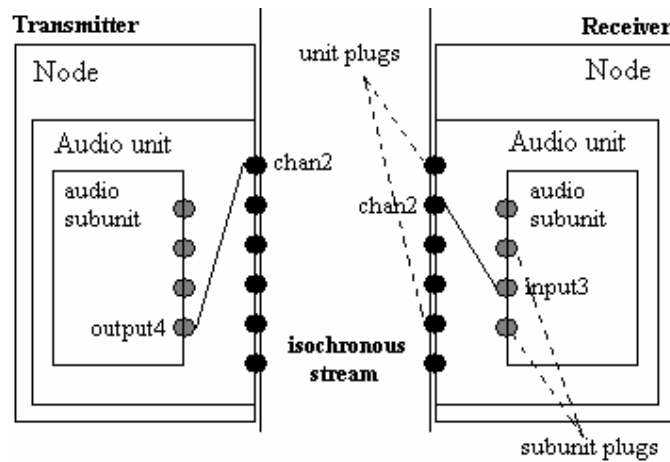 Transmitter
Receiver
Node
unit plugs
Node
Audio unit
Audio unit
chan2
audio
subunit
chan2
audio
subunit
input3
output4
isochronous
stream
subunit plugs